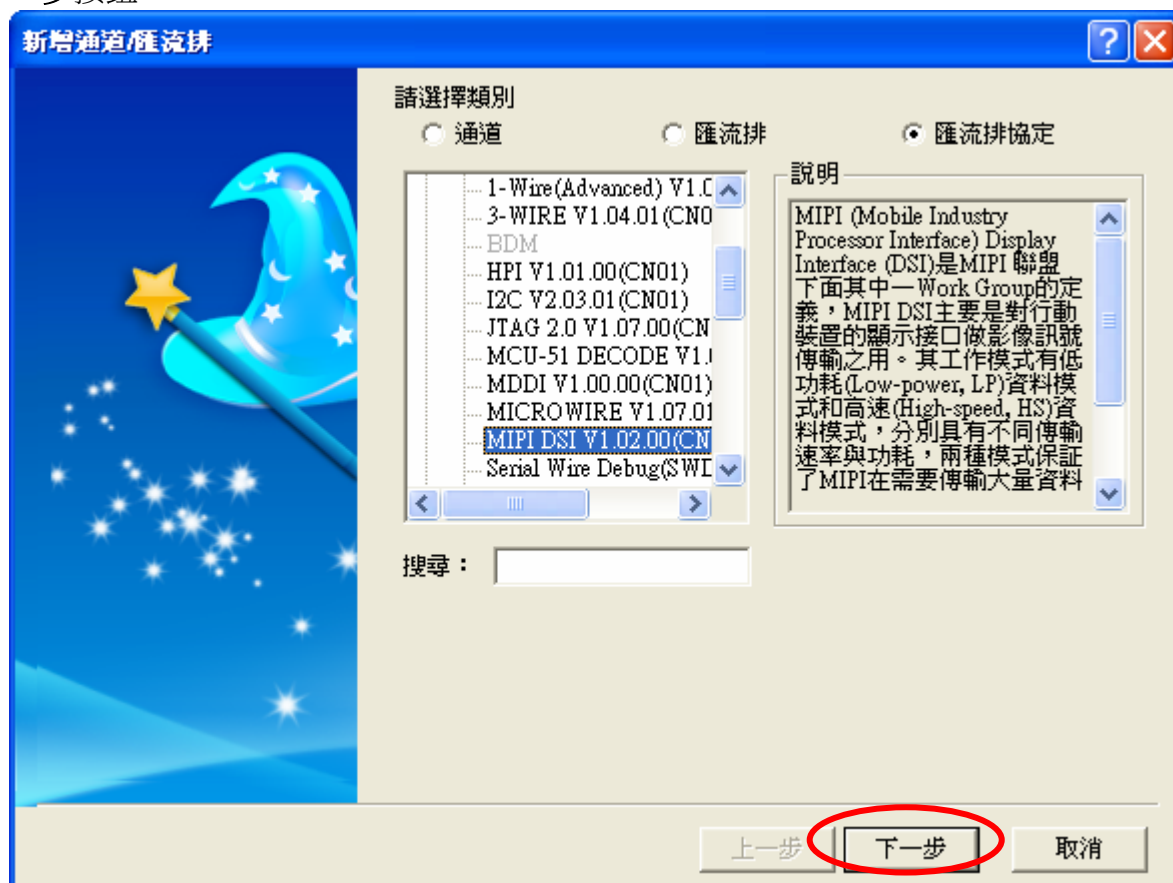 步按鈕
新增通道/匯流排
請選擇類別
通道
匯流排
匯流排協定
1-Wire(Advanced) V1.0
3-WIRE V1.04.01(CN0
BDM
HPI V1.01.00(CN01)
I2C V2.03.01(CN01)
JTAG 2.0 V1.07.00(CN
MCU-51 DECODE V1.
MDDI V1.00.00(CN01)
MICROWIRE V1.07.01
MIPI DSI V1.02.00(CN
Serial Wire Debug(SWD
說明
MIPI (Mobile Industry
Processor Interface) Display
Interface (DSI)是MIPI 聯盟
下面其中一Work Group的定
義，MIPI DSI主要是對行動
裝置的顯示接口做影像訊號
傳輸之用。其工作模式有低
功耗(Low-power, LP)資料模
式和高速(High-speed, HS)資
料模式，分別具有不同傳輸
速率與功耗，兩種模式保証
了MIPI在需要傳輸大量資料
搜尋：
上一步
下一步
取消